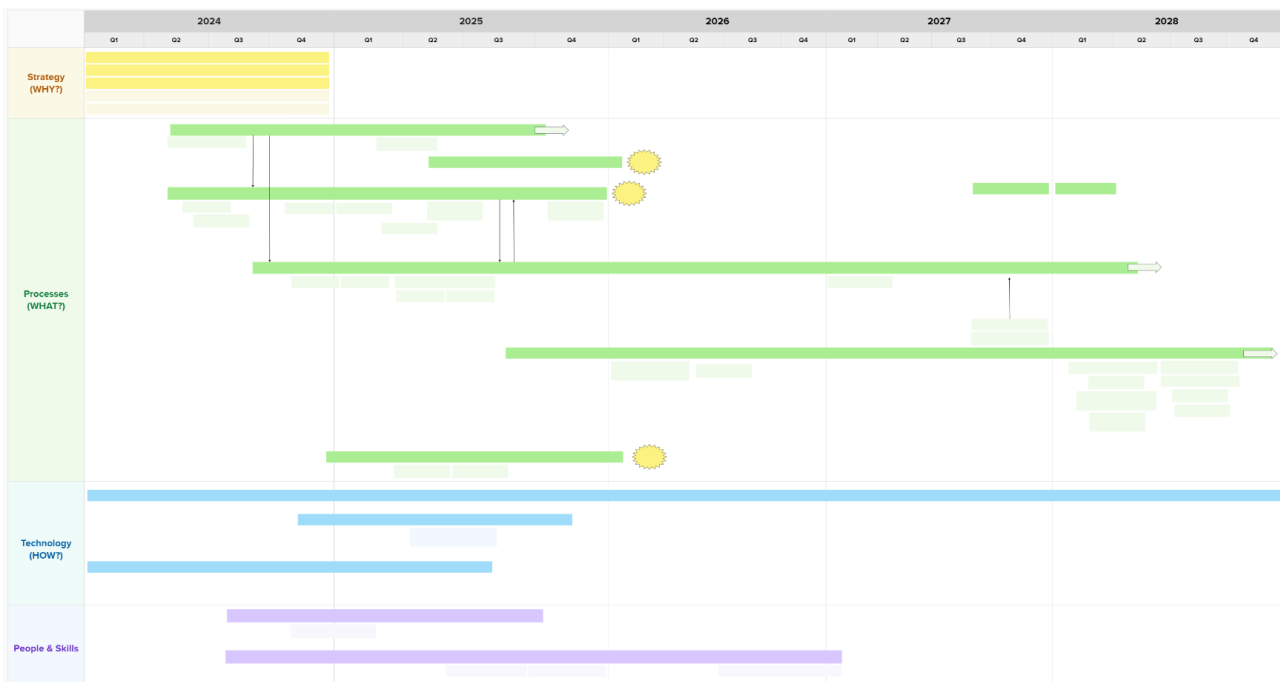 2024 2025 2026 2027 2028
Q1 Q2 Q3 Q4 Q1 Q2 Q3 Q4 Q1 Q2 Q3 Q4 Q1 Q2 Q3 Q4 Q1 Q2 Q3 Q4
Strategy
(WHY?)
Processes
(WHAT?)
Technology
(HOW?)
People & Skills